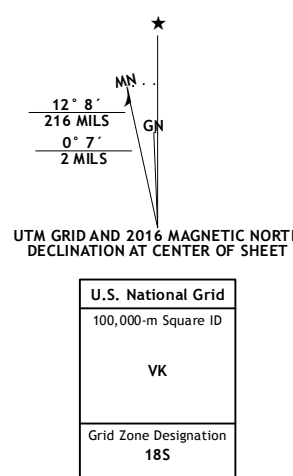 ★
MN
12° 8´
216 MILS
GN
0° 7´
2 MILS
UTM GRID AND 2016 MAGNETIC NORT
DECLINATION AT CENTER OF SHEET
U.S. National Grid
100,000-m Square ID
VK
Grid Zone Designation
18S